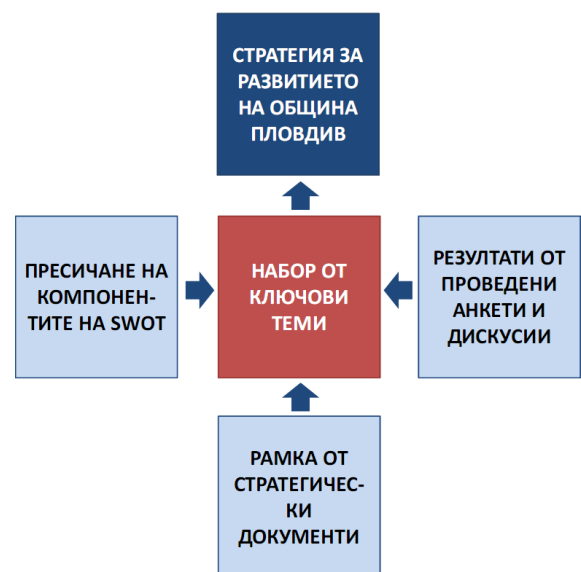 СТРАТЕГИЯ ЗА
РАЗВИТИЕТО
НА ОБЩИНА
ПЛОВДИВ
ПРЕСИЧАНЕ НА
КОМПОНЕН-
ТИТЕ НА SWOT
НАБОР ОТ
КЛЮЧОВИ
ТЕМИ
РЕЗУЛТАТИ ОТ
ПРОВЕДЕНИ
АНКЕТИ И
ДИСКУСИИ
РАМКА ОТ
СТРАТЕГИЧЕС-
КИ
ДОКУМЕНТИ